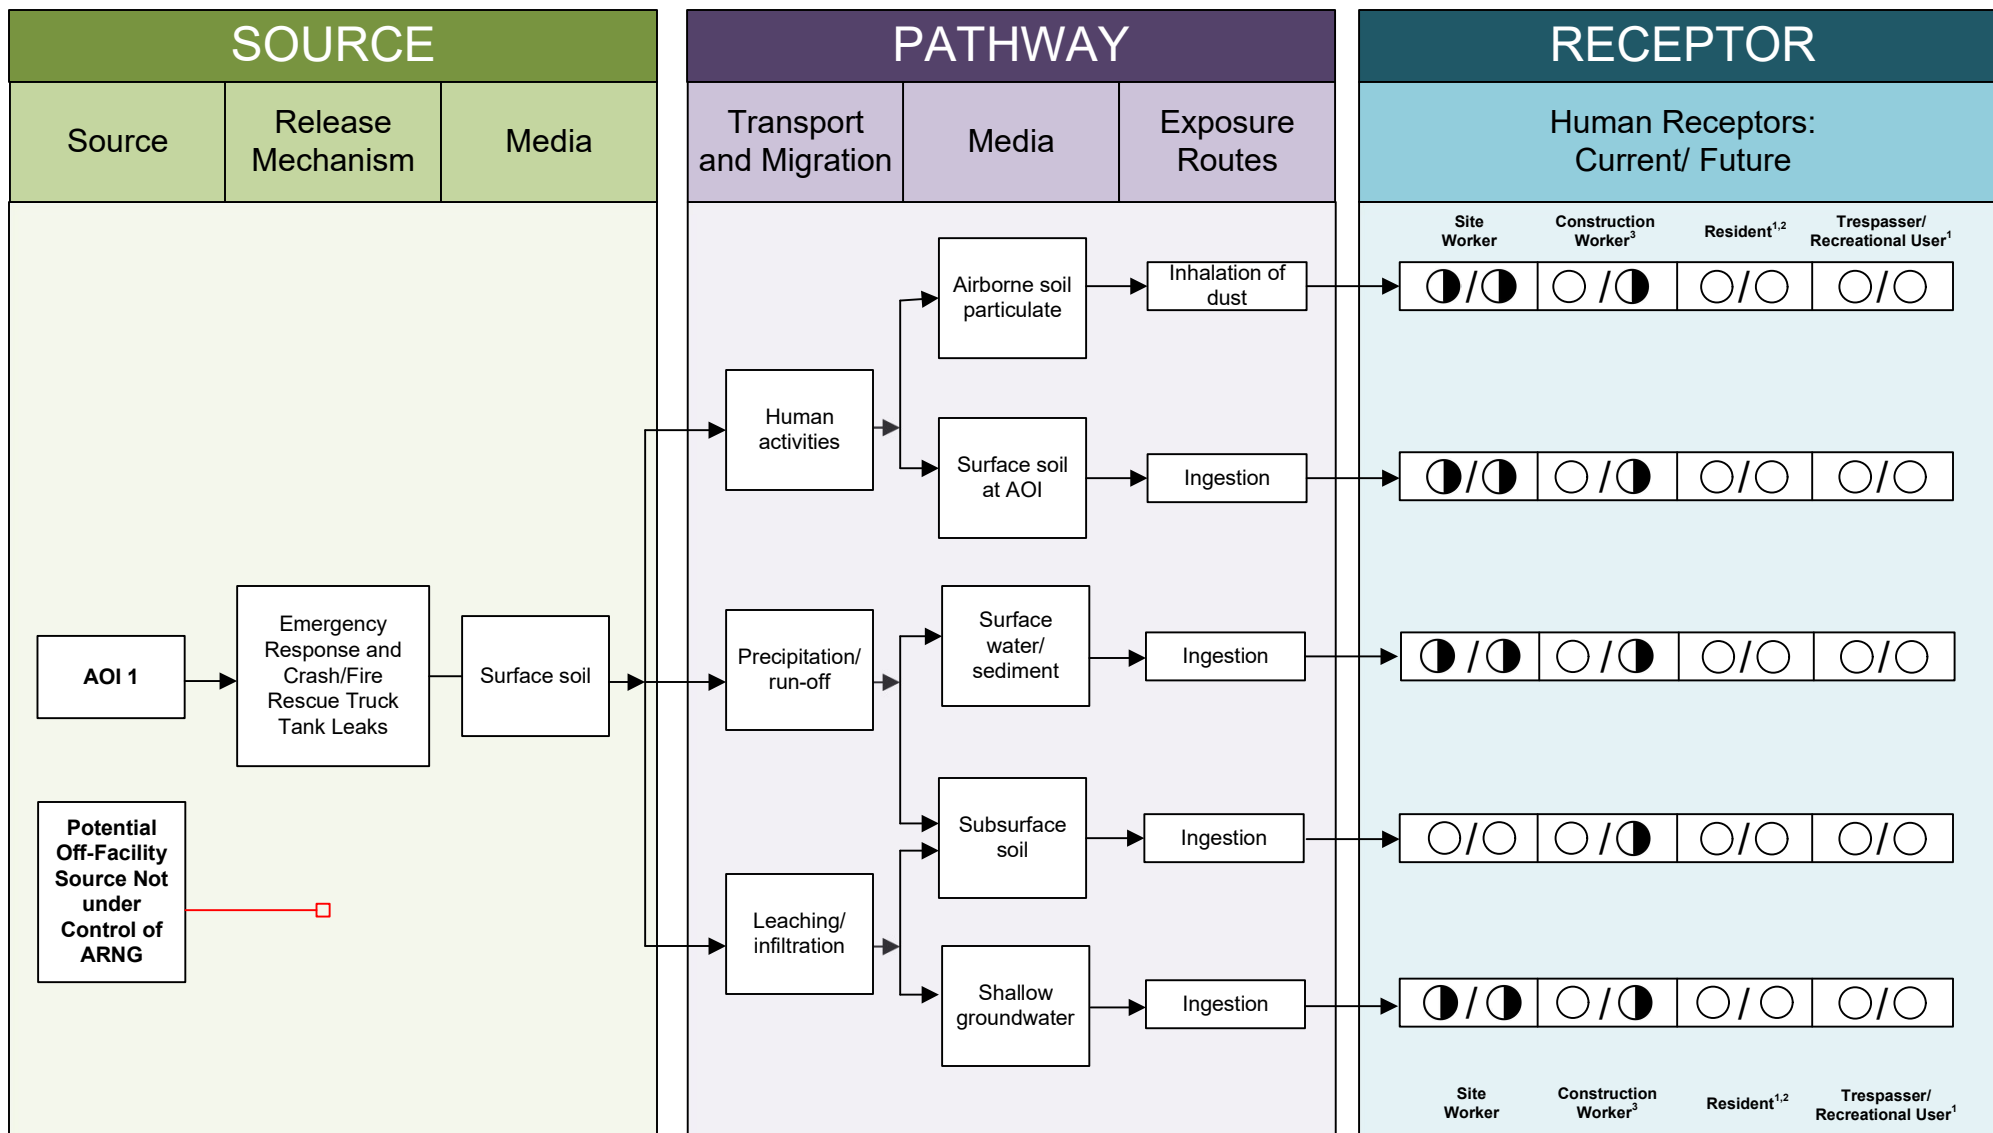 SOURCE
PATHWAY
RECEPTOR
Source
Release
Mechanism
Media
Transport
and Migration
Media
Exposure
Routes
Human Receptors:
Current/ Future
Site
Worker
Construction
Worker³
Resident¹,²
Trespasser/
Recreational User¹
Airborne soil
particulate
Inhalation of
dust
/
/
/
/
Human
activities
Surface soil
at AOI
Ingestion
/
/
/
/
AOI 1
Emergency
Response and
Crash/Fire
Rescue Truck
Tank Leaks
Surface soil
Precipitation/
run-off
Surface
water/
sediment
Ingestion
/
/
/
/
Potential
Off-Facility
Source Not
under
Control of
ARNG
Subsurface
soil
Ingestion
/
/
/
/
Leaching/
infiltration
Shallow
groundwater
Ingestion
/
/
/
/
Site
Worker
Construction
Worker³
Resident¹,²
Trespasser/
Recreational User¹